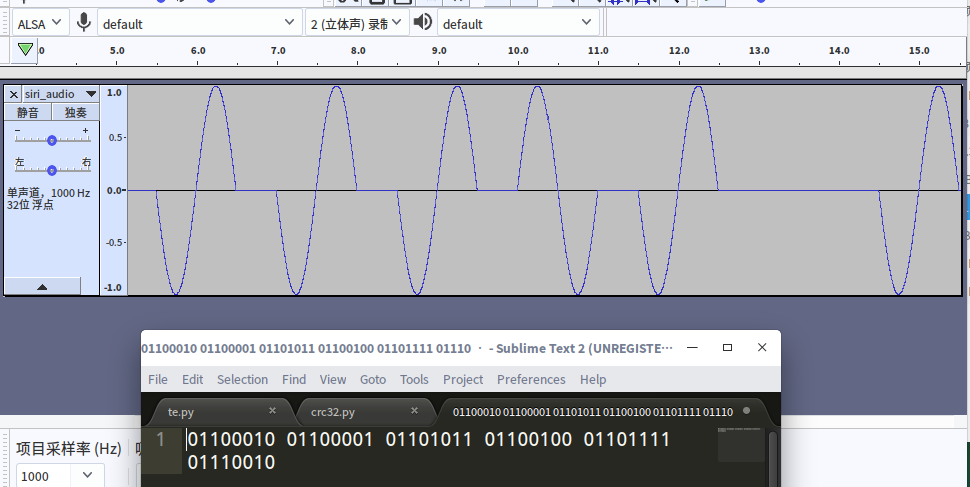 ALSA default 2 (立体声) 录制 default
.0 5.0 6.0 7.0 8.0 9.0 10.0 11.0 12.0 13.0 14.0 15.0
siri_audio
静音 独奏
- +
左 右
单声道, 1000 Hz
32位 浮点
1.0
0.5-
0.0-
-0.5-
-1.0
01100010 01100001 01101011 01100100 01101111 01110 · - Sublime Text 2 (UNREGISTE···
File Edit Selection Find View Goto Tools Project Preferences Help
te.py crc32.py 01100010 01100001 01101011 01100100 01101111 01110
1 01100010 01100001 01101011 01100100 01101111
01110010
项目采样率 (Hz)
1000